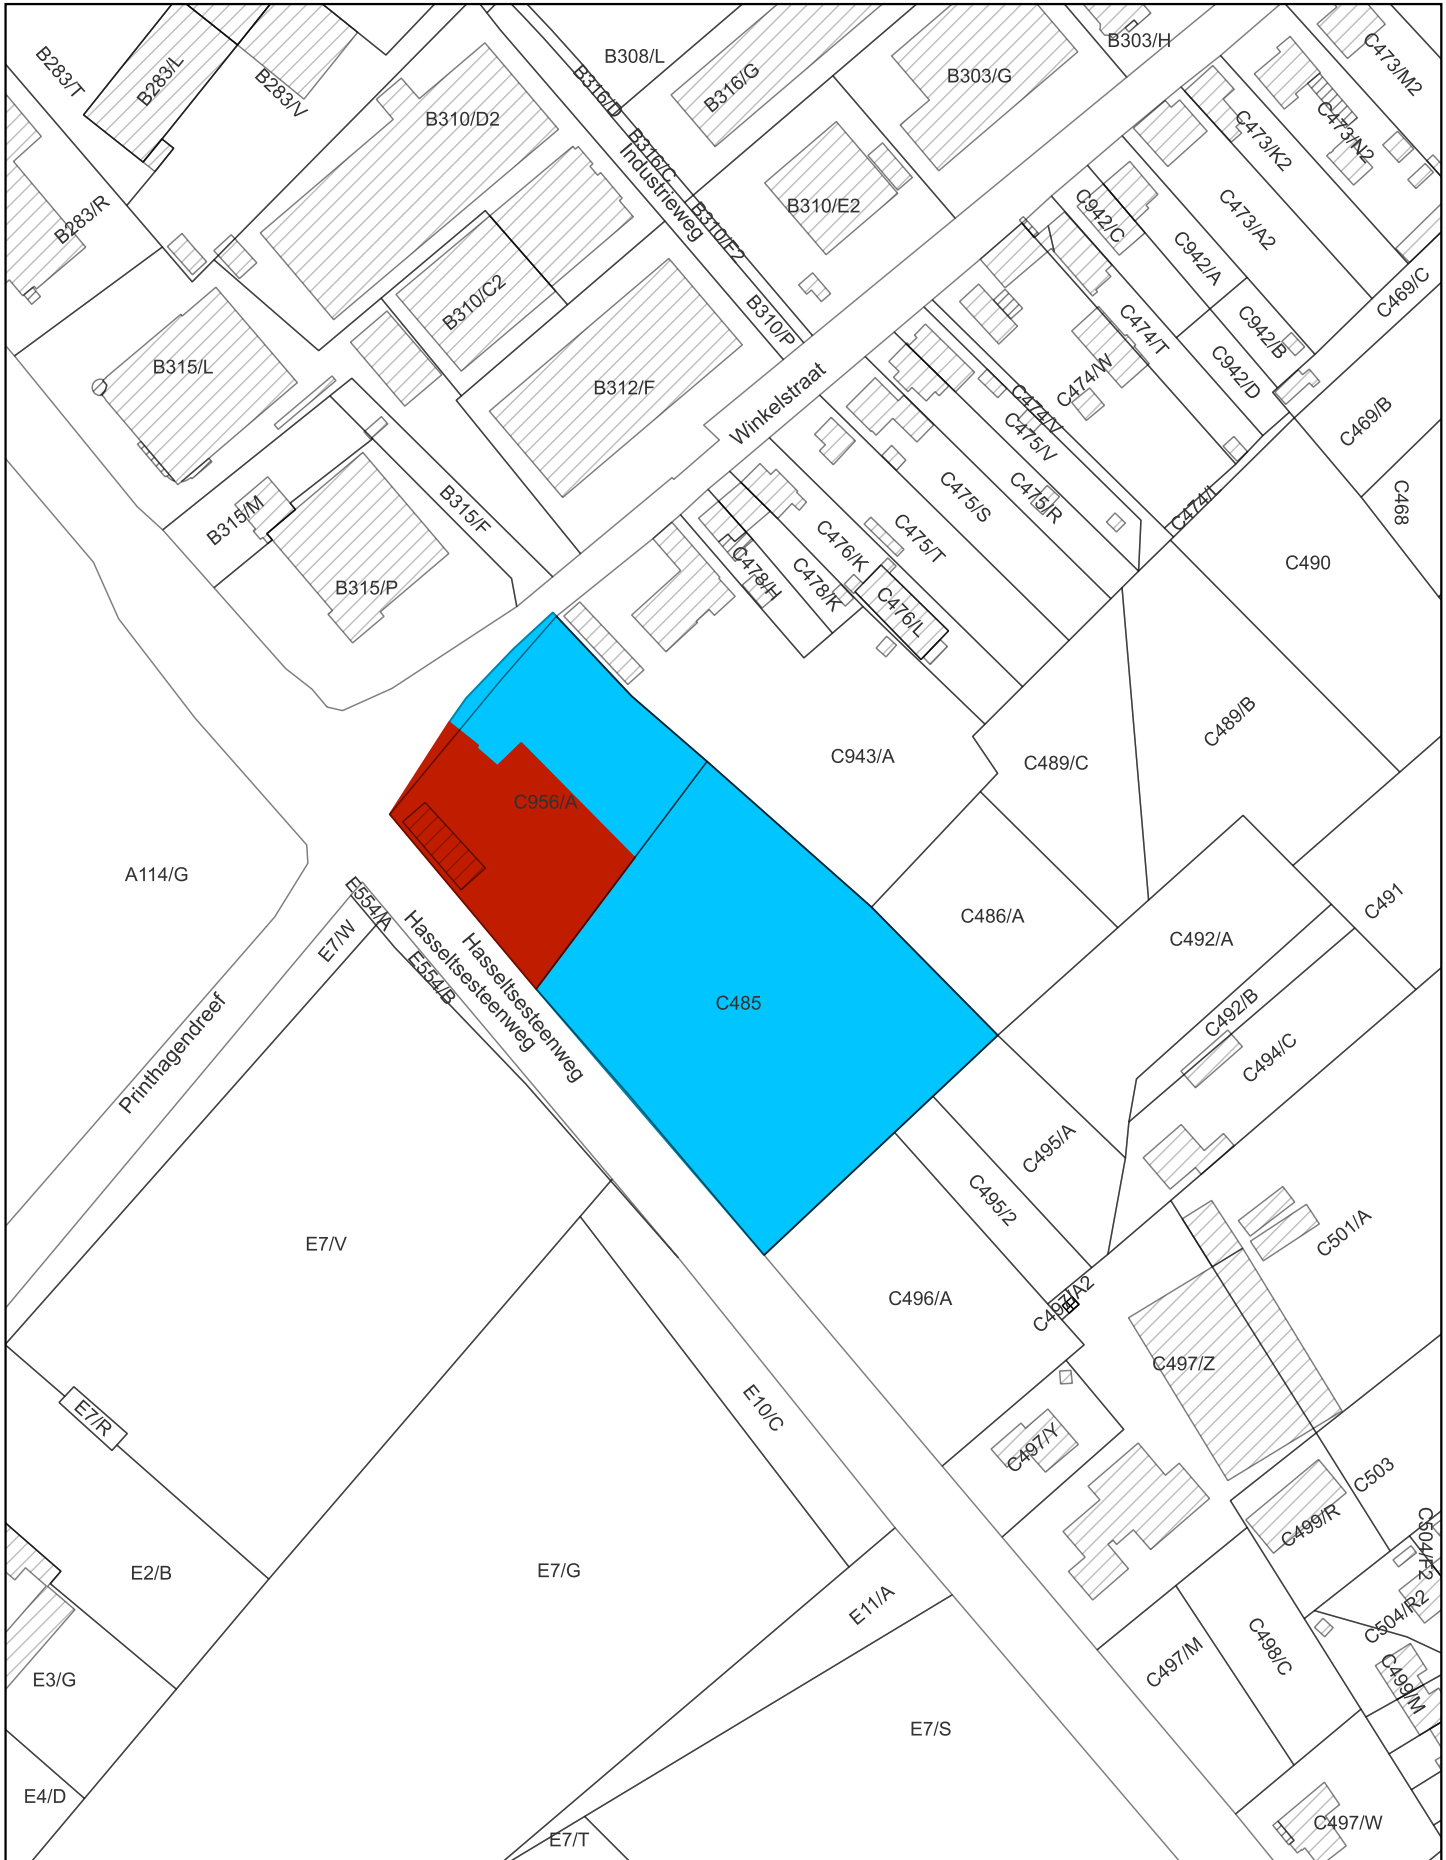 B283/T
B283/L
B283/V
B308/L
B316/D
B316/G
B303/H
B303/G
C473/M2
B310/D2
B316/C
Industrieweg
C473/K2
C473/N2
B283/R
B310/E2
B310/F2
C942/C
C473/A2
C942/A
B310/C2
B310/P
C469/C
C474/T
C942/B
B315/L
B312/F
C474/W
C942/D
Winkelstraat
C474/V
C475/V
C469/B
B315/M
B315/F
C475/S
C475/R
C474/L
C468
C475/T
C476/K
C490
B315/P
C478/H
C478/K
C476/L
C489/B
C943/A
C489/C
C956/A
A114/G
E554/A
C486/A
C491
E7/W
Hasseltsesteenweg
Hasseltsesteenweg
E554/B
C492/A
C485
C492/B
Printhagendreef
C494/C
C495/A
C495/2
C501/A
E7/V
C496/A
C497/A2
C497/Z
E10/C
E7/R
C497/Y
C503
C499/R
C504/F2
E2/B
E7/G
E11/A
C504/R2
E3/G
C497/M
C498/C
C499/M
E7/S
E4/D
E7/T
C497/W